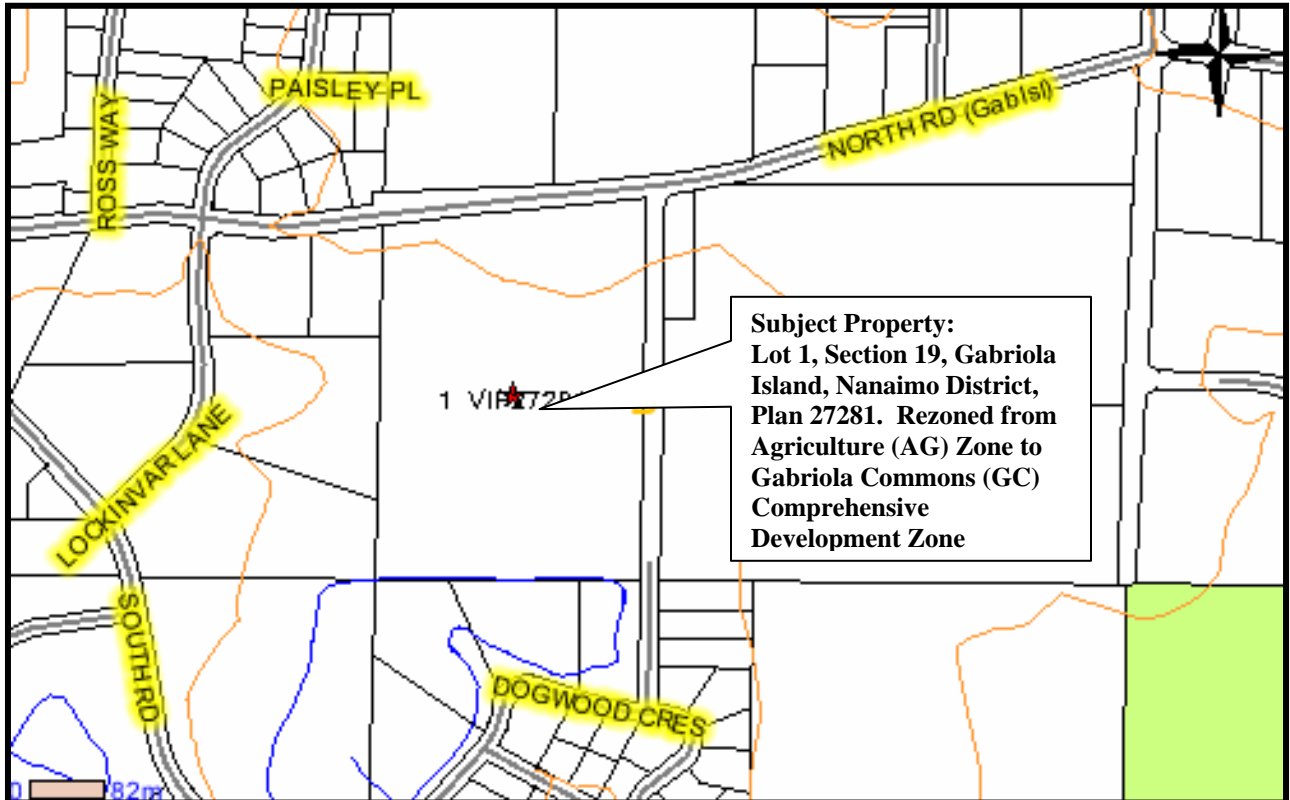 PAISLEY PL
ROSS WAY
NORTH RD (GabIsl)
Subject Property:
Lot 1, Section 19, Gabriola
Island, Nanaimo District,
Plan 27281.  Rezoned from
Agriculture (AG) Zone to
Gabriola Commons (GC)
Comprehensive
Development Zone
1
LOCKINVAR LANE
SOUTH RD
DOGWOOD CRES
0
82m